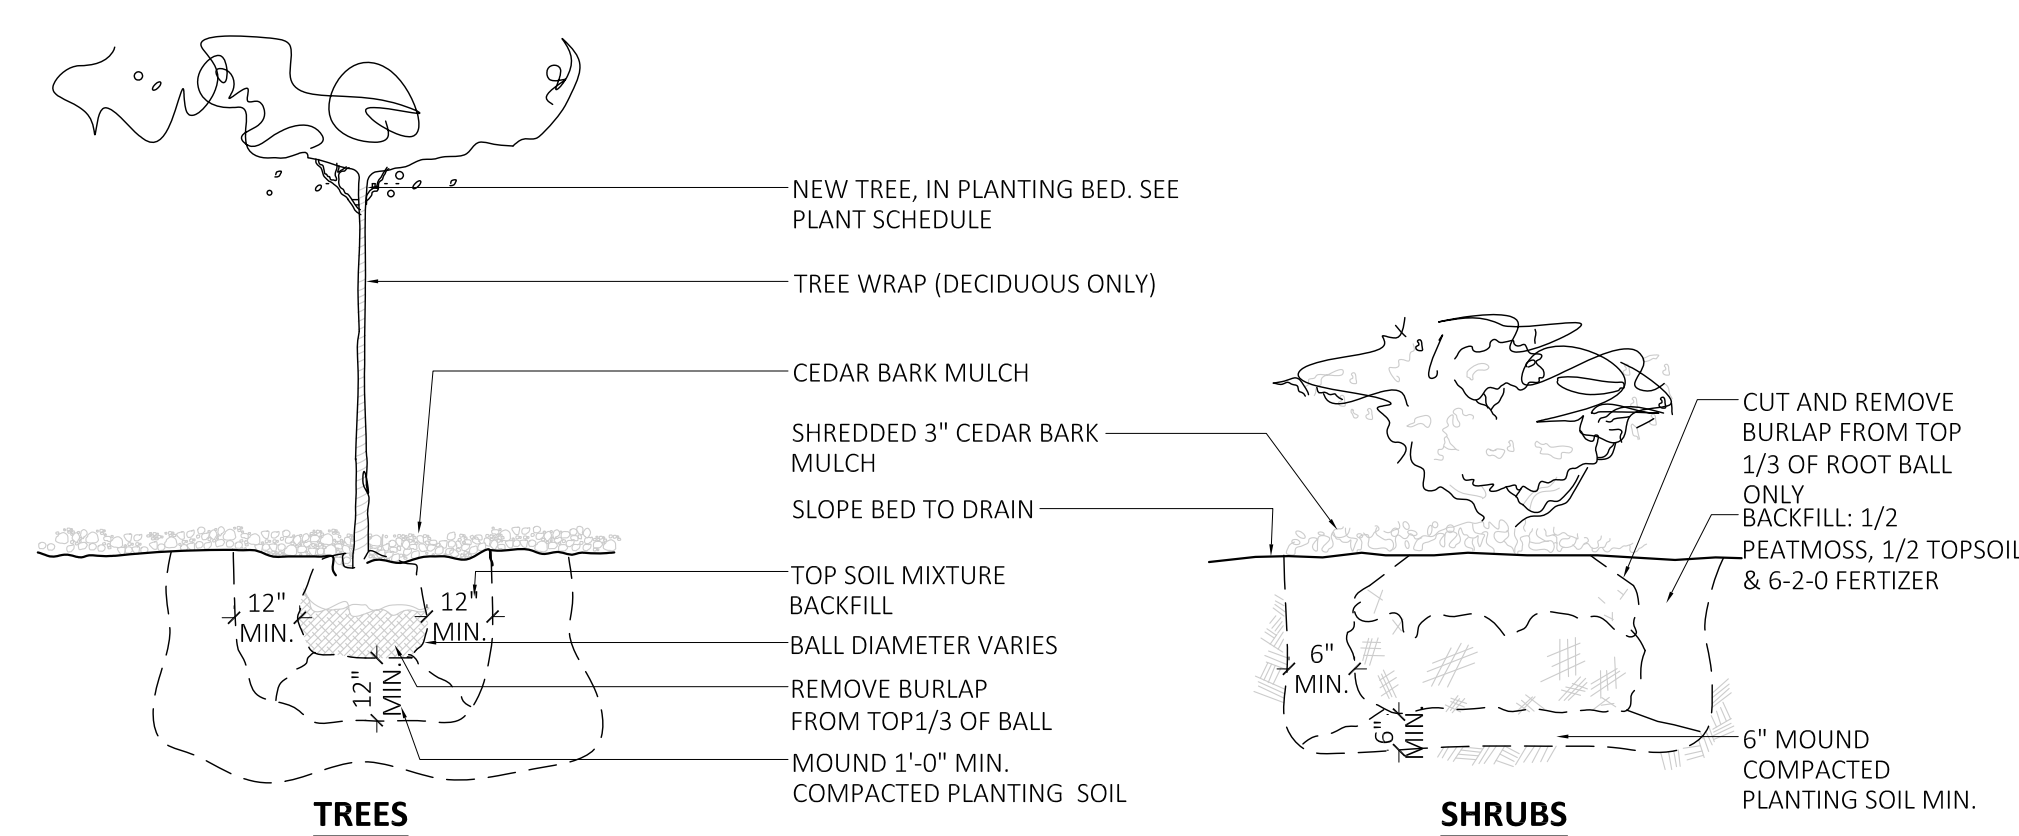 NEW TREE, IN PLANTING BED. SEE
PLANT SCHEDULE
TREE WRAP (DECIDUOUS ONLY)
CEDAR BARK MULCH
SHREDDED 3" CEDAR BARK
MULCH
SLOPE BED TO DRAIN
TOP SOIL MIXTURE
BACKFILL
BALL DIAMETER VARIES
REMOVE BURLAP
FROM TOP1/3 OF BALL
MOUND 1'-0" MIN.
COMPACTED PLANTING SOIL
12"
MIN.
12"
MIN.
12"
MIN.
TREES
CUT AND REMOVE
BURLAP FROM TOP
1/3 OF ROOT BALL
ONLY
BACKFILL: 1/2
PEATMOSS, 1/2 TOPSOIL
& 6-2-0 FERTIZER
6"
MIN.
6"
MIN.
6" MOUND
COMPACTED
PLANTING SOIL MIN.
SHRUBS